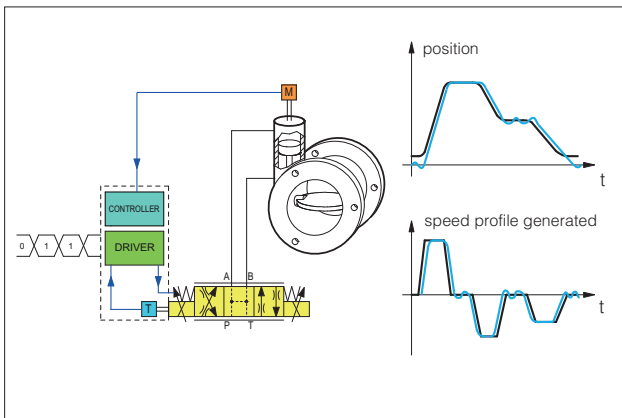 position
M
t
CONTROLLER
speed profile generated
0 1 1
DRIVER
A B
T
P T
t